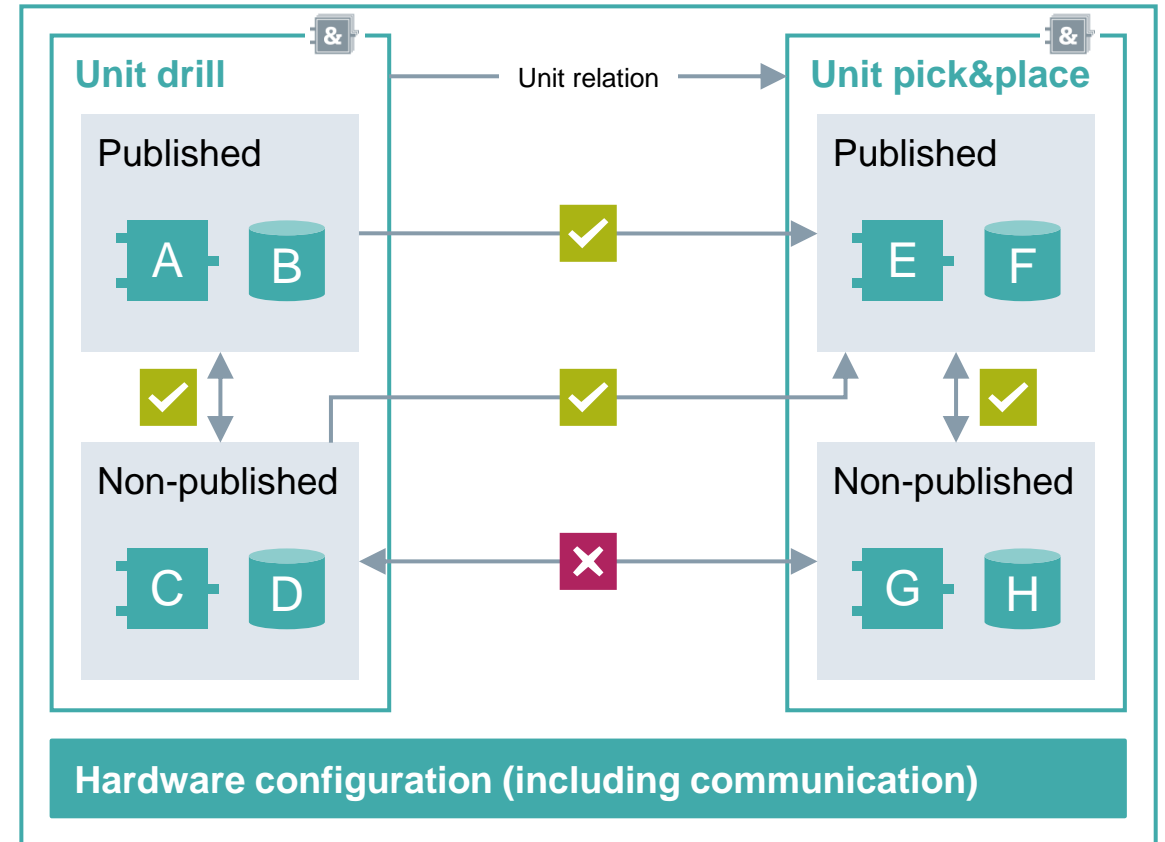 &
&
Unit drill
Unit relation
Unit pick&place
Published
Published
A
B
E
F
Non-published
Non-published
C
D
G
H
Hardware configuration (including communication)